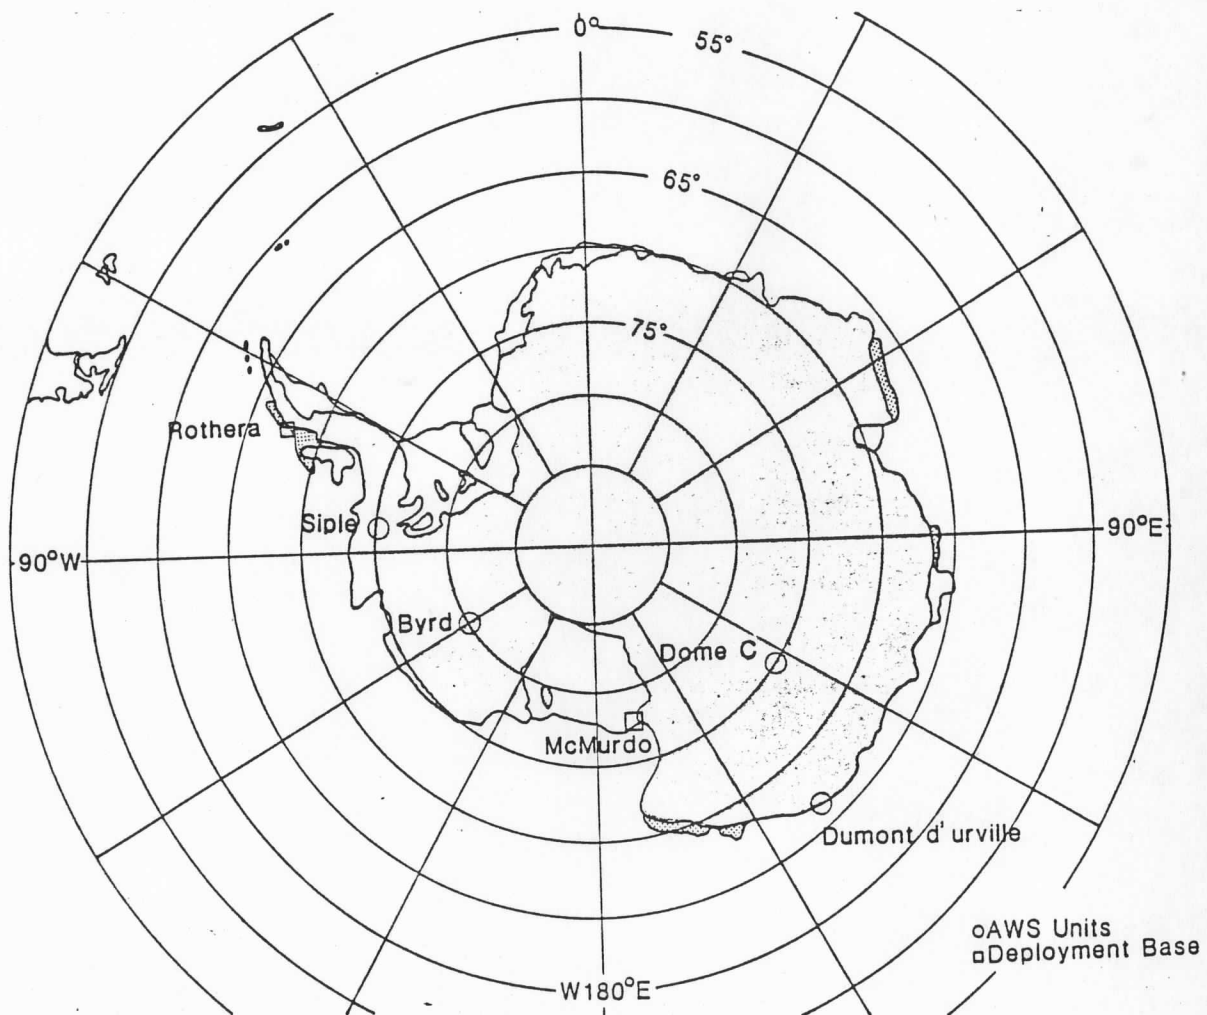 0°
55°
65°
75°
Rothera
Siple
90°W
90°E
Byrd
Dome C
McMurdo
Dumont d'urville
AWS Units
Deployment Base
W180°E